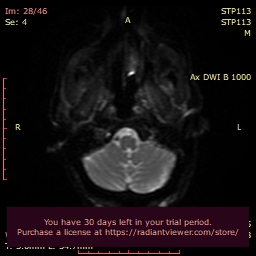 Im: 28/46
Se: 4
A
STP113
STP113
M
Ax DWI B 1000
R
L
You have 30 days left in your trial period.
Purchase a license at https://radiantviewer.com/store/